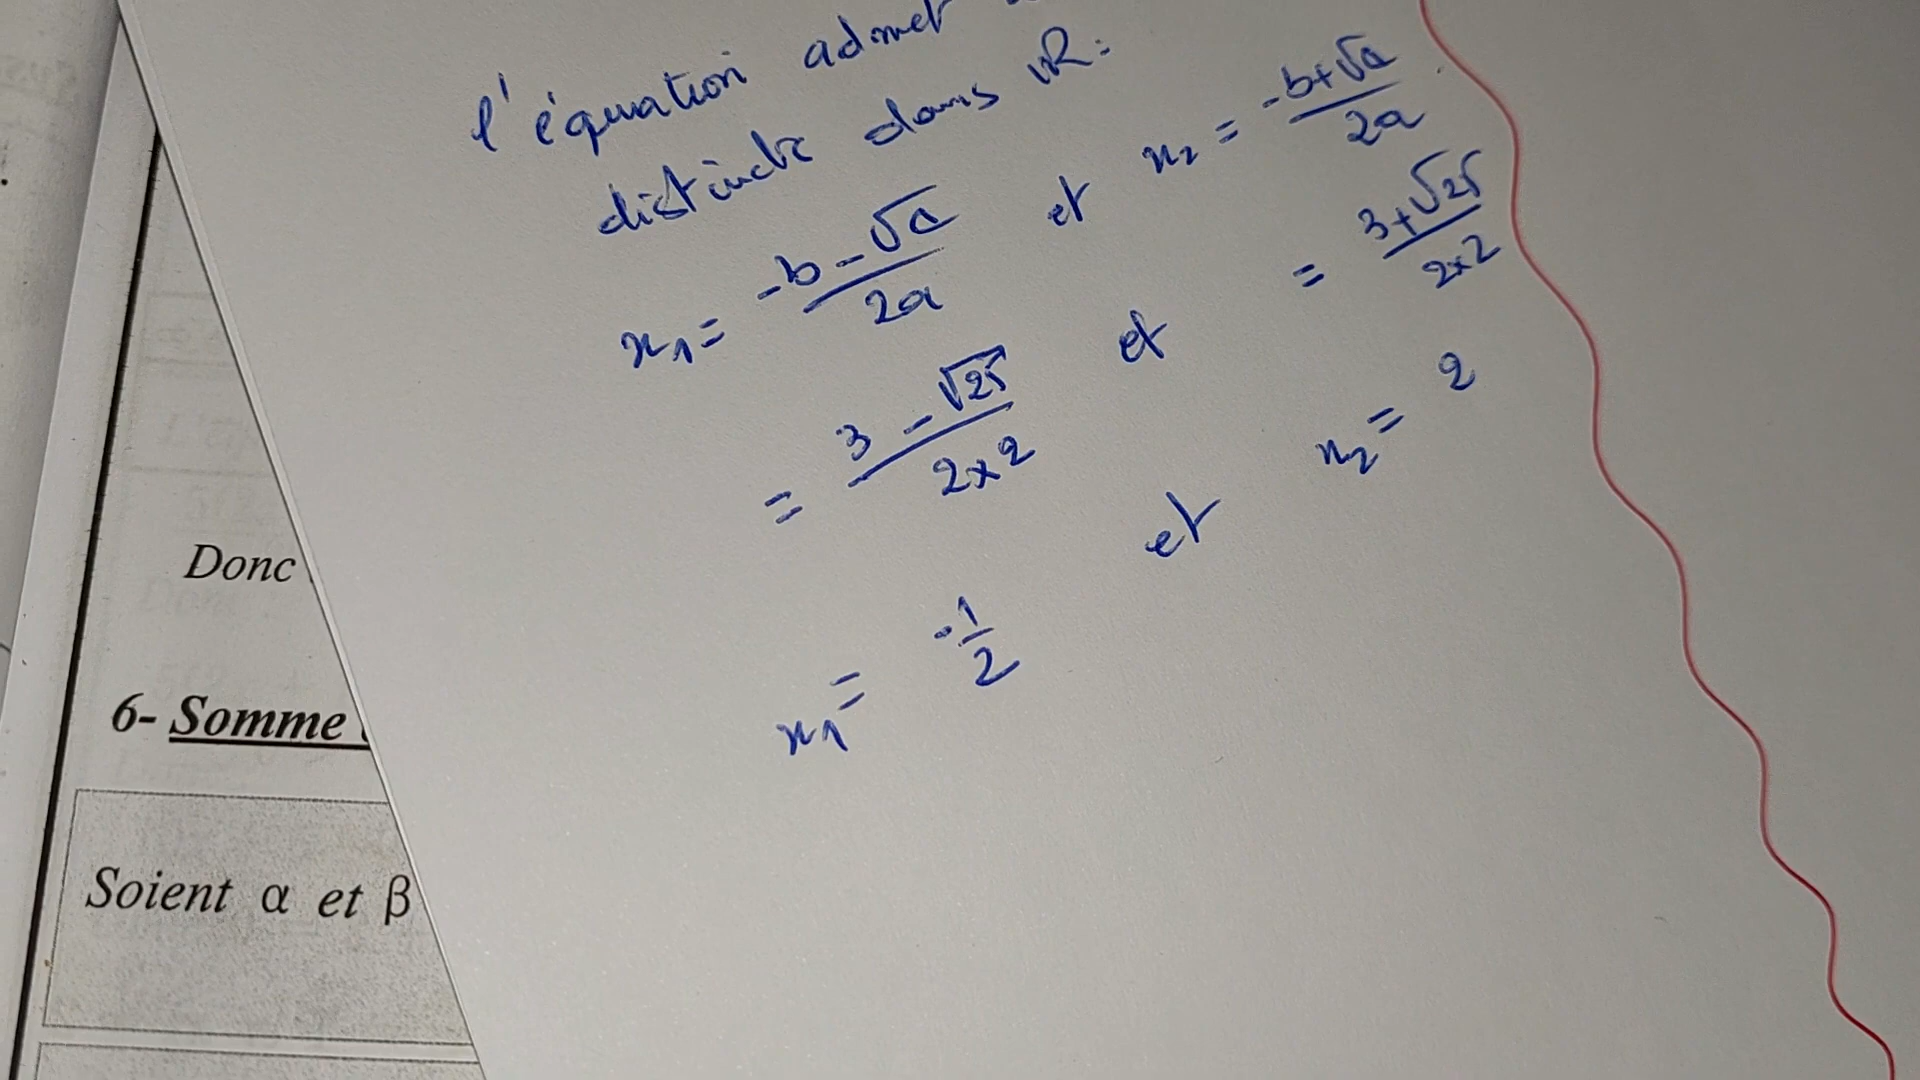 l'équation admet
distincte dans IR:
x₁ = (-b - √Δ)/2a et x₂ = (-b + √Δ)/2a
= (3 - √25)/(2×2) et = (3 + √25)/(2×2)
x₁ = -1/2 et x₂ = 2
Donc
6- Somme
Soient α et β